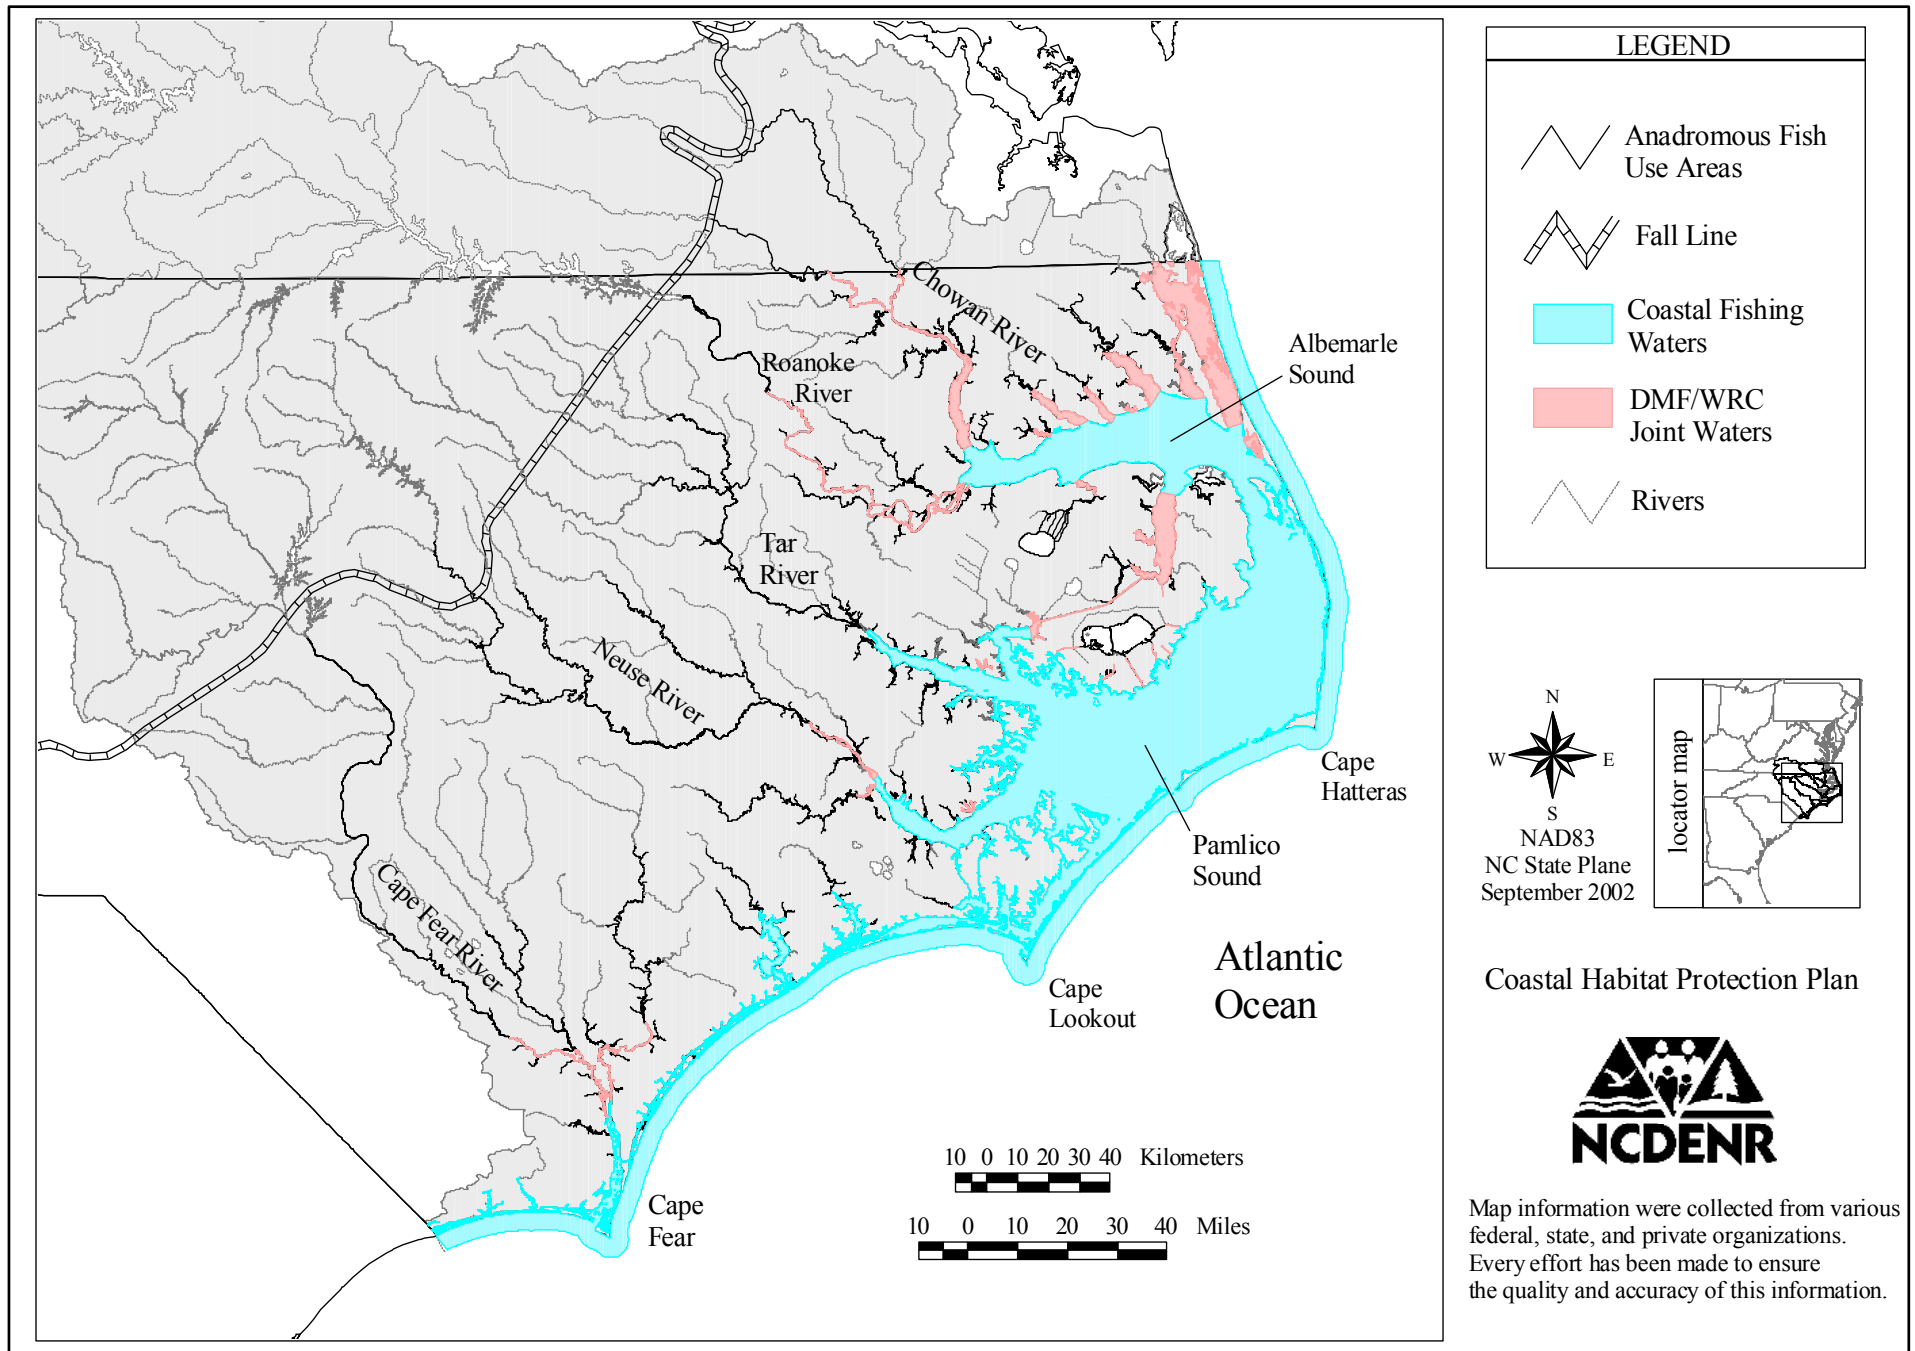 Chowan River
Roanoke
River
Albemarle
Sound
Tar
River
Neuse River
Cape
Hatteras
Pamlico
Sound
Cape Fear River
Atlantic
Ocean
Cape
Lookout
Cape
Fear
10 0 10 20 30 40 Kilometers
10 0 10 20 30 40 Miles
LEGEND
Anadromous Fish
Use Areas
Fall Line
Coastal Fishing
Waters
DMF/WRC
Joint Waters
Rivers
N
W E
S
NAD83
NC State Plane
September 2002
locator map
Coastal Habitat Protection Plan
NCDENR
Map information were collected from various
federal, state, and private organizations.
Every effort has been made to ensure
the quality and accuracy of this information.